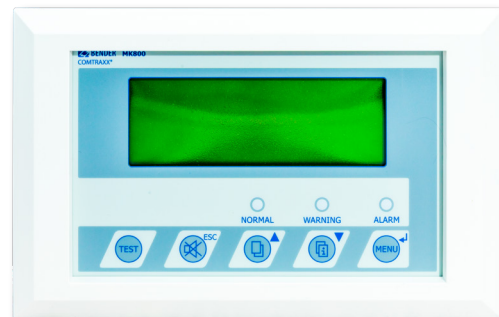 BENDER MK800
COMTRAXX®
NORMAL WARNING ALARM
TEST ESC i MENU